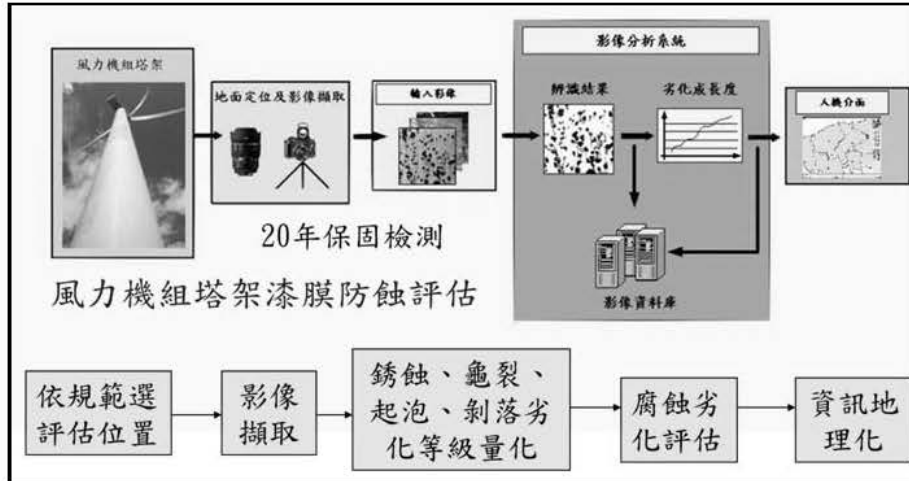 影像分析系統
風力機組塔架
地面定位及影像擷取
輸入影像
辨識結果
劣化成長度
人機介面
影像資料庫
20年保固檢測
風力機組塔架漆膜防蝕評估
依規範選
評估位置
影像
擷取
銹蝕、龜裂、
起泡、剝落劣
化等級量化
腐蝕劣
化評估
資訊地
理化